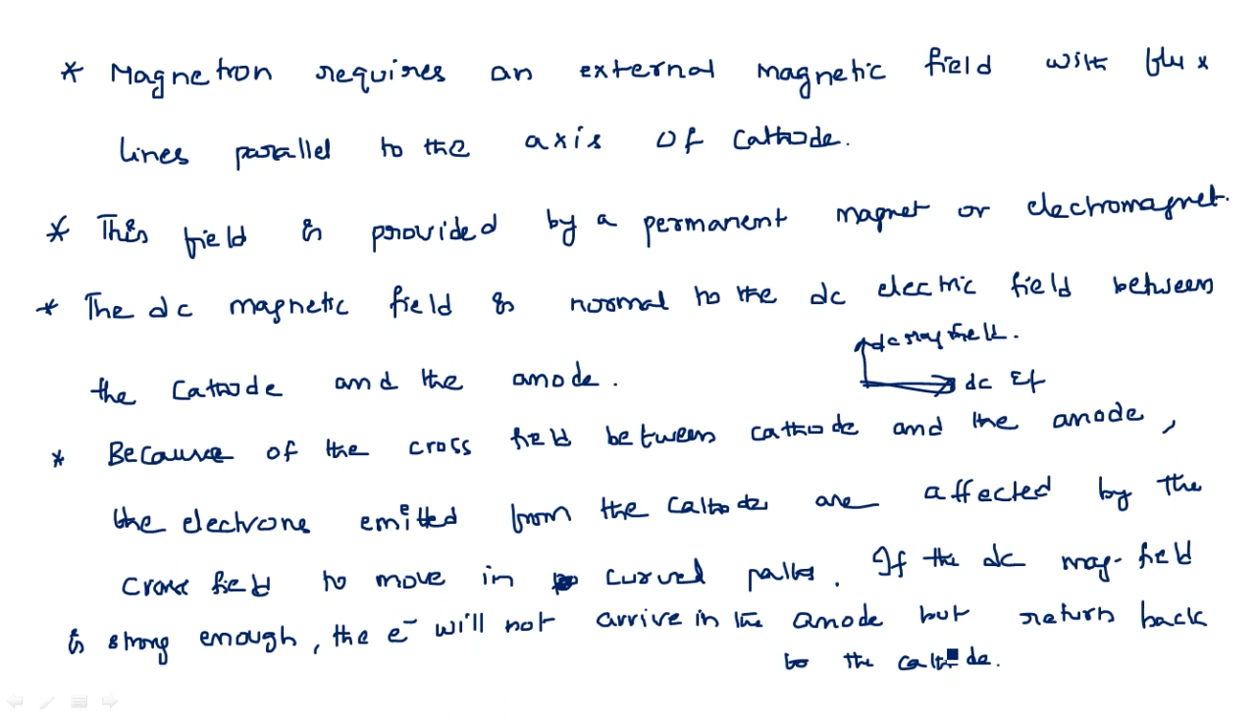 * Magnetron requires an external magnetic field with flux
lines parallel to the axis of cathode.
* This field is provided by a permanent magnet or electromagnet.
* The dc magnetic field is normal to the dc electric field between
dc mag field.
the cathode and the anode.
dc Ef
* Because of the cross field between cathode and the anode,
the electrons emitted from the cathode are affected by the
cross field to move in curved paths. If the dc mag. field
is strong enough, the e⁻ will not arrive in the anode but return back
to the cathode.